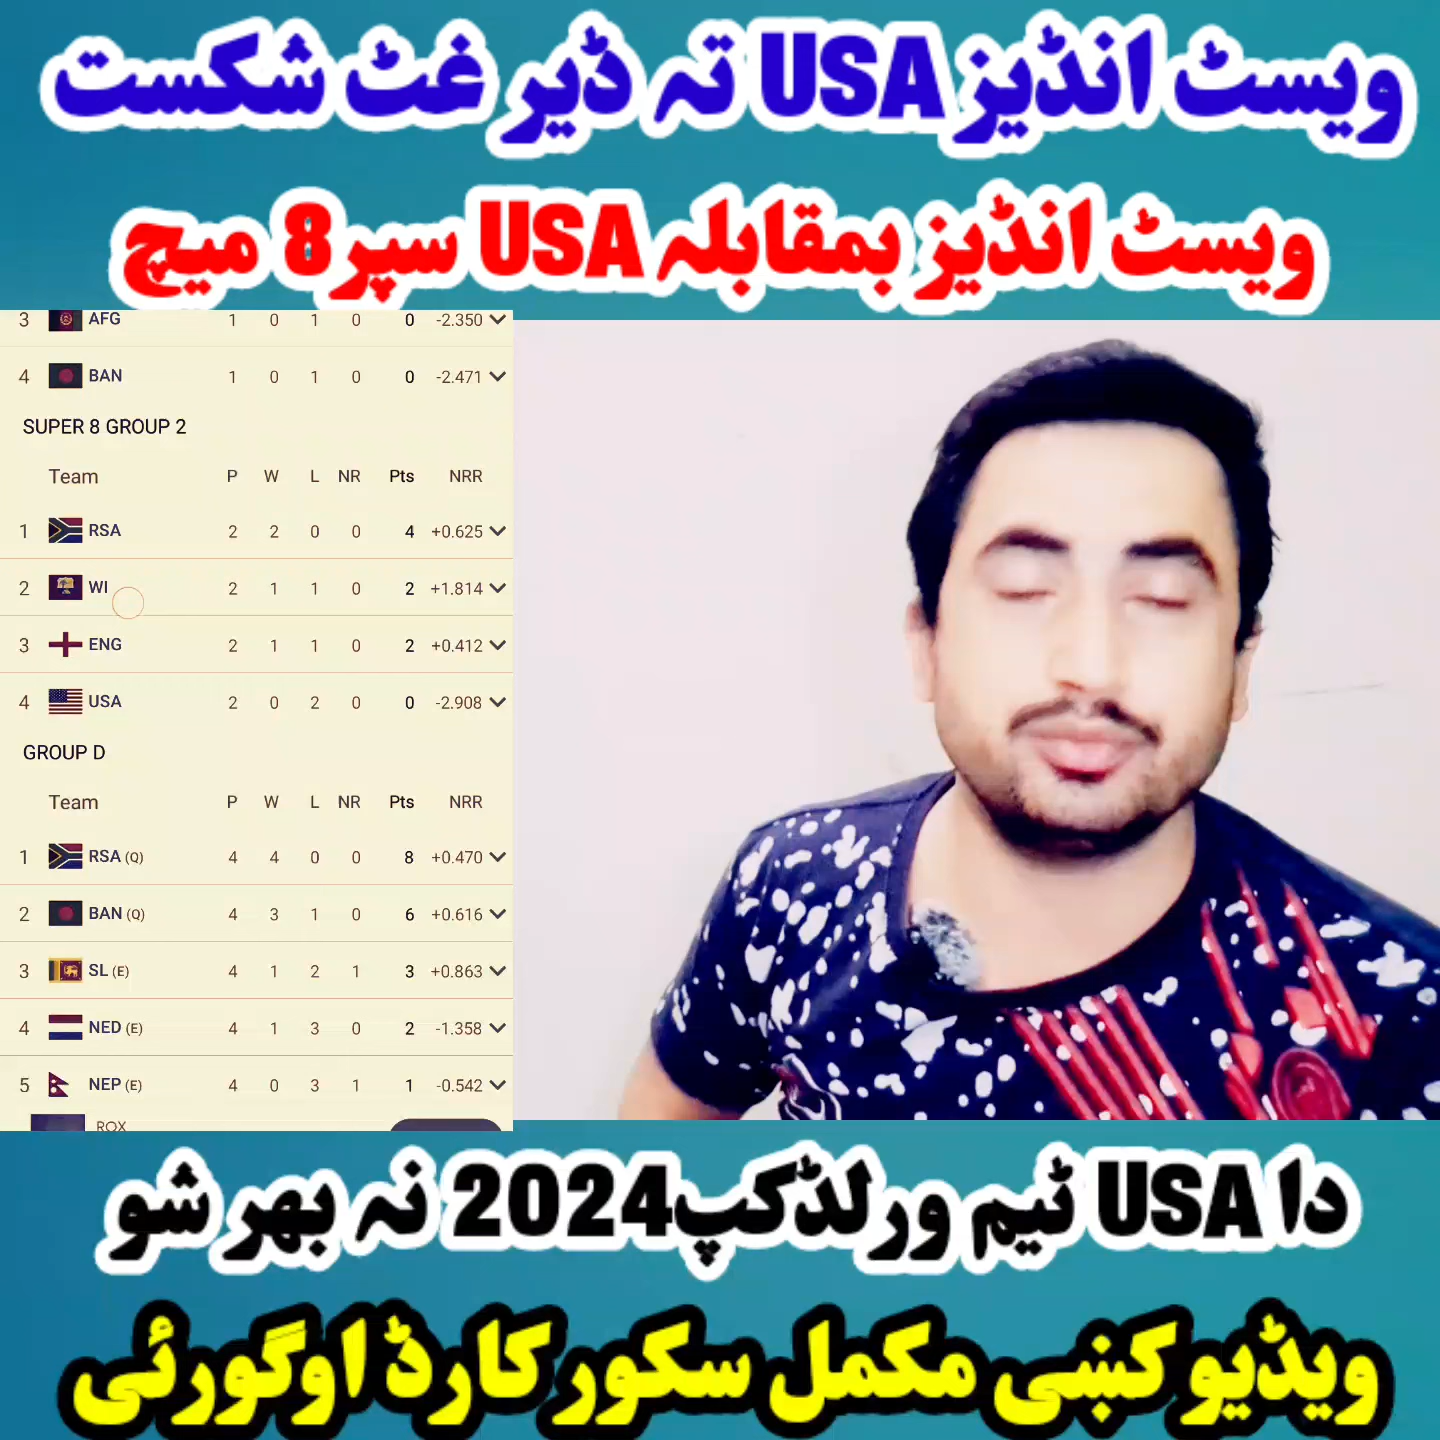 ویسٹ انڈیز USA تہ ڈیر غٹ شکست
ویسٹ انڈیز بمقابلہ USA سپر 8 میچ
3 AFG 1 0 1 0 0 -2.350
4 BAN 1 0 1 0 0 -2.471
SUPER 8 GROUP 2
Team P W L NR Pts NRR
1 RSA 2 2 0 0 4 +0.625
2 WI 2 1 1 0 2 +1.814
3 ENG 2 1 1 0 2 +0.412
4 USA 2 0 2 0 0 -2.908
GROUP D
Team P W L NR Pts NRR
1 RSA (Q) 4 4 0 0 8 +0.470
2 BAN (Q) 4 3 1 0 6 +0.616
3 SL (E) 4 1 2 1 3 +0.863
4 NED (E) 4 1 3 0 2 -1.358
5 NEP (E) 4 0 3 1 1 -0.542
ROX
دا USA ٹیم ورلڈکپ2024 نہ بھر شو
ویڈیو کښی مکمل سکور کارڈ اوگورئی